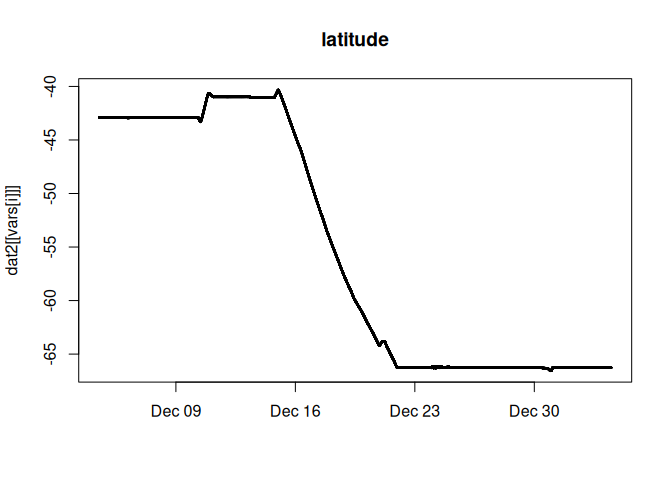 latitude
dat2[[vars[i]]]
-40
-45
-50
-55
-60
-65
Dec 09
Dec 16
Dec 23
Dec 30